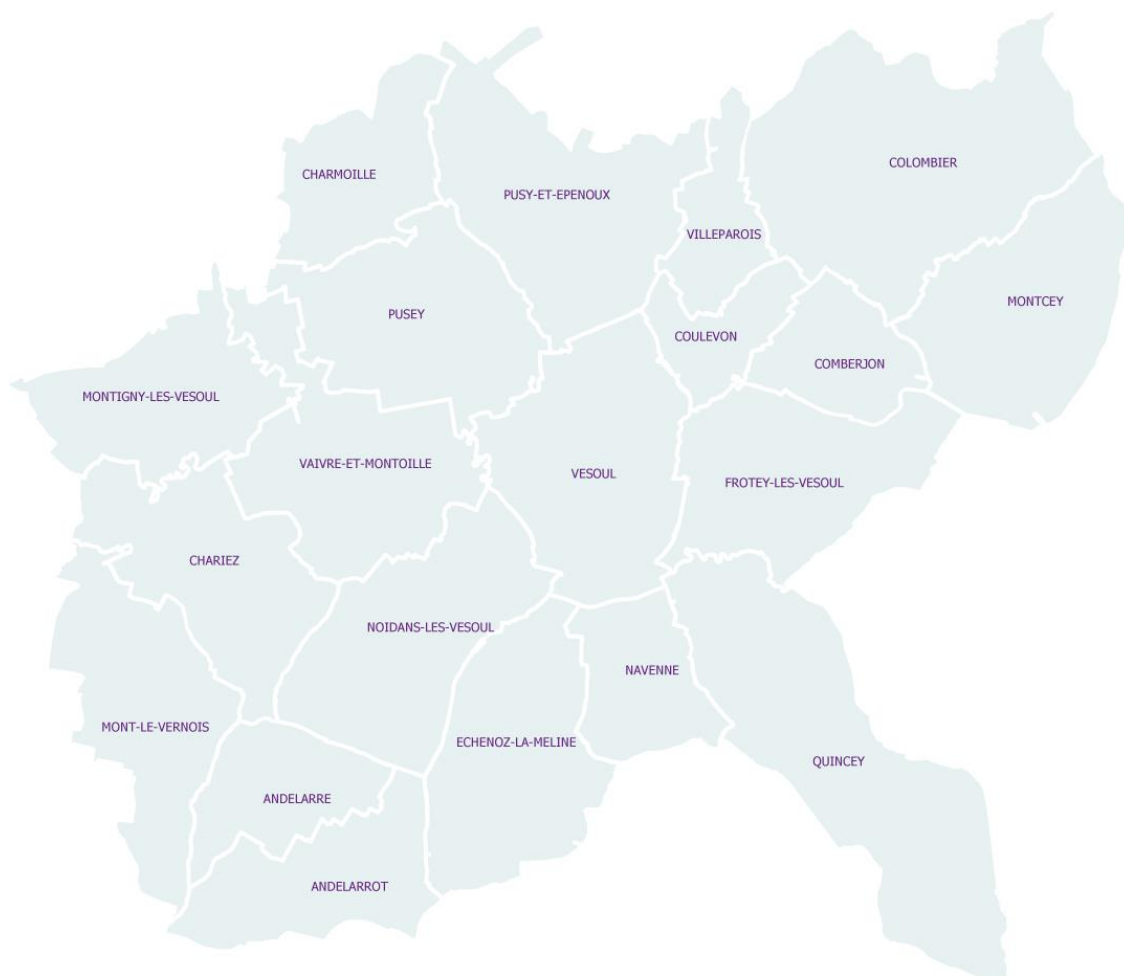 COLOMBIER
CHARMOILLE
PUSY-ET-EPENOUX
VILLEPAROIS
MONTCEY
PUSEY
COULEVON
COMBERJON
MONTIGNY-LES-VESOUL
VAIVRE-ET-MONTOILLE
VESOUL
FROTEY-LES-VESOUL
CHARIEZ
NOIDANS-LES-VESOUL
NAVENNE
MONT-LE-VERNOIS
ECHENOZ-LA-MELINE
QUINCEY
ANDELARRE
ANDELARROT